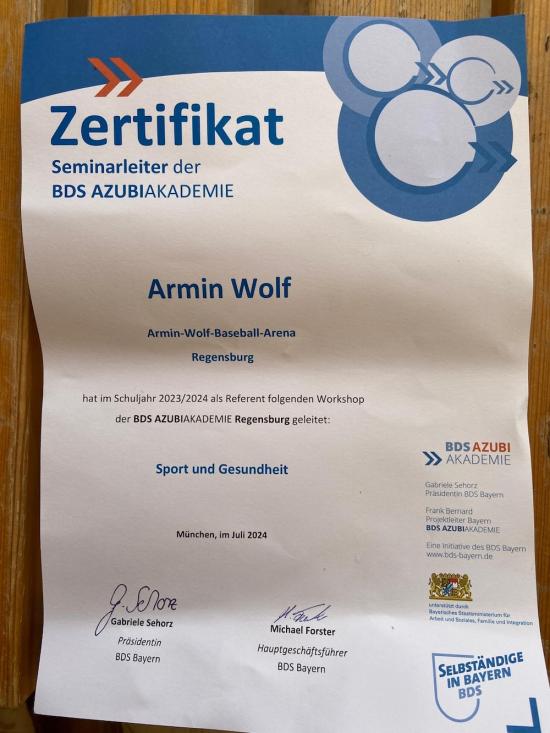 Zertifikat
Seminarleiter der
BDS AZUBIAKADEMIE
Armin Wolf
Armin-Wolf-Baseball-Arena
Regensburg
hat im Schuljahr 2023/2024 als Referent folgenden Workshop
der BDS AZUBIAKADEMIE Regensburg geleitet:
Sport und Gesundheit
München, im Juli 2024
BDS AZUBI
AKADEMIE
Gabriele Sehorz
Präsidentin BDS Bayern
Frank Bernard
Projektleiter Bayern
BDS AZUBIAKADEMIE
Eine Initiative des BDS Bayern
www.bds-bayern.de
unterstützt durch
Bayerisches Staatsministerium für
Arbeit und Soziales, Familie und Integration
G. Sehorz
Gabriele Sehorz
Präsidentin
BDS Bayern
Michael Forster
Hauptgeschäftsführer
BDS Bayern
SELBSTÄNDIGE
IN BAYERN
BDS